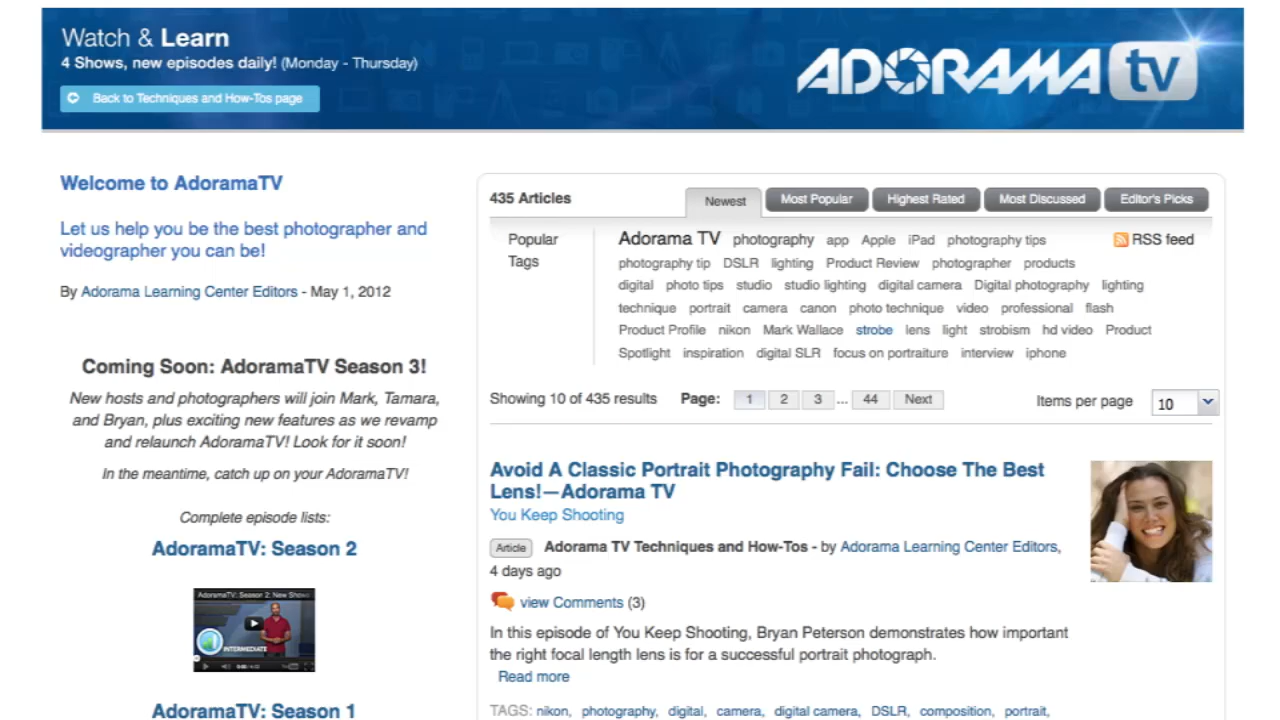 Watch & Learn
4 Shows, new episodes daily! (Monday - Thursday)
Back to Techniques and How-Tos page
ADORAMA tv
Welcome to AdoramaTV
Let us help you be the best photographer and
videographer you can be!
By Adorama Learning Center Editors - May 1, 2012
Coming Soon: AdoramaTV Season 3!
New hosts and photographers will join Mark, Tamara,
and Bryan, plus exciting new features as we revamp
and relaunch AdoramaTV! Look for it soon!
In the meantime, catch up on your AdoramaTV!
Complete episode lists:
AdoramaTV: Season 2
AdoramaTV: Season 2: New Shows
INTERMEDIATE
AdoramaTV: Season 1
435 Articles
Newest
Most Popular
Highest Rated
Most Discussed
Editor's Picks
Popular
Tags
Adorama TV photography app Apple iPad photography tips
RSS feed
photography tip DSLR lighting Product Review photographer products
digital photo tips studio studio lighting digital camera Digital photography lighting
technique portrait camera canon photo technique video professional flash
Product Profile nikon Mark Wallace strobe lens light strobism hd video Product
Spotlight inspiration digital SLR focus on portraiture interview iphone
Showing 10 of 435 results Page: 1 2 3 ... 44 Next
Items per page 10
Avoid A Classic Portrait Photography Fail: Choose The Best
Lens!—Adorama TV
You Keep Shooting
Article Adorama TV Techniques and How-Tos - by Adorama Learning Center Editors,
4 days ago
view Comments (3)
In this episode of You Keep Shooting, Bryan Peterson demonstrates how important
the right focal length lens is for a successful portrait photograph.
Read more
TAGS: nikon, photography, digital, camera, digital camera, DSLR, composition, portrait,